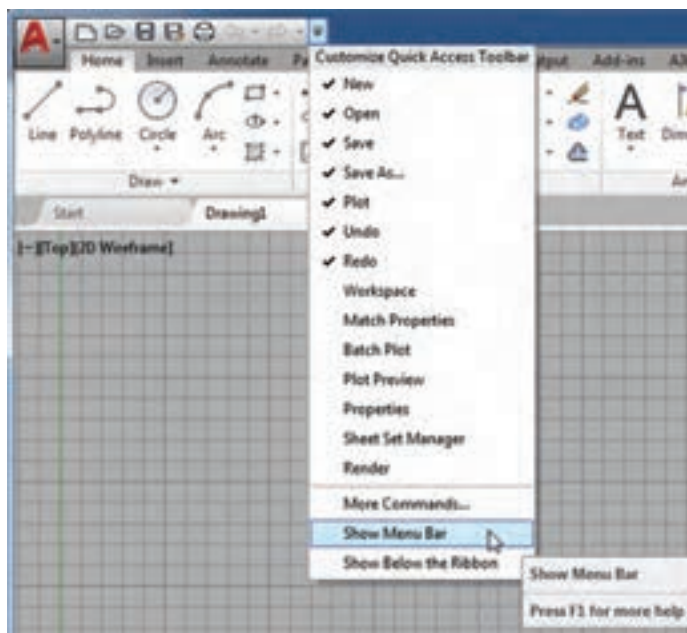 A
Customize Quick Access Toolbar
Home Insert Annotate Add-ins
New
Open
Save
Save As...
Plot
Undo
Redo
Workspace
Match Properties
Batch Plot
Plot Preview
Properties
Sheet Set Manager
Render
More Commands...
Show Menu Bar
Show Below the Ribbon
Line Polyline Circle Arc
A
Text
Draw
Start Drawing1
[-][Top][2D Wireframe]
Show Menu Bar
Press F1 for more help